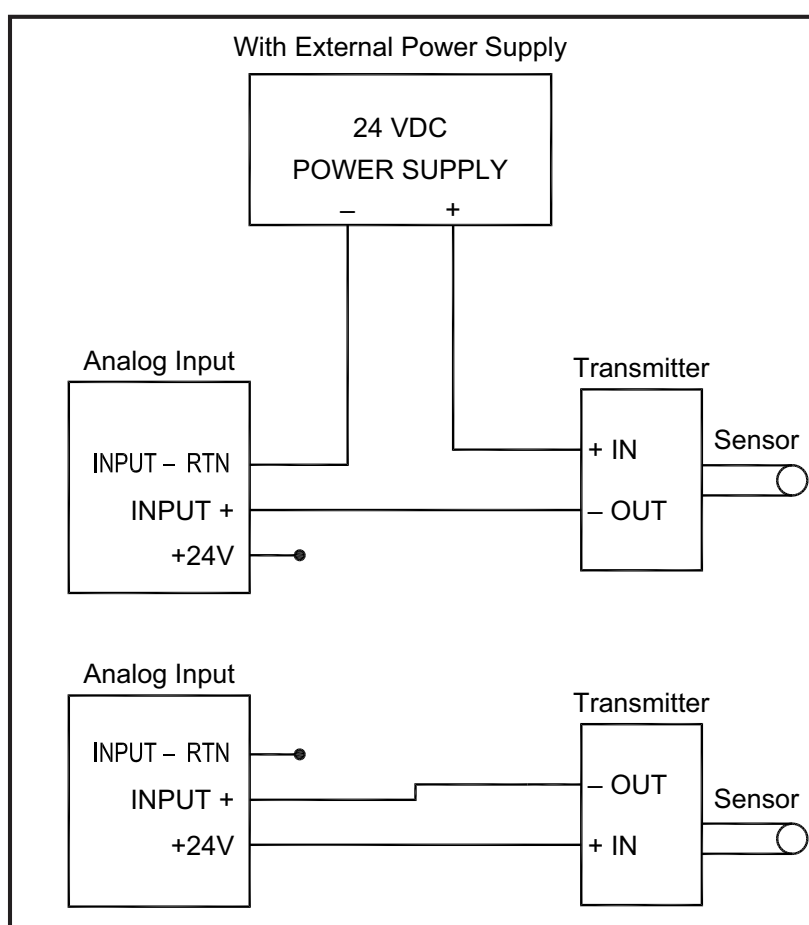 With External Power Supply
24 VDC
POWER SUPPLY
– +
Analog Input
INPUT – RTN
INPUT +
+24V
Transmitter
+ IN
– OUT
Sensor
Analog Input
INPUT – RTN
INPUT +
+24V
Transmitter
– OUT
+ IN
Sensor